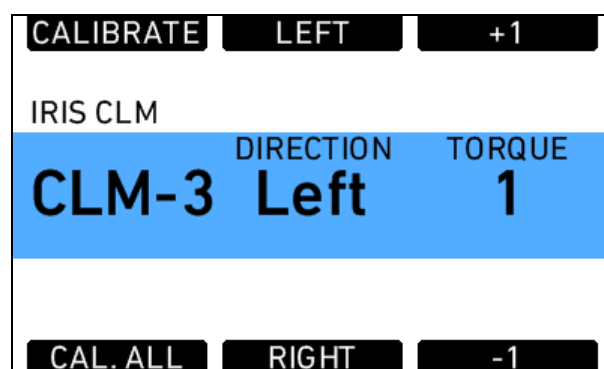 CALIBRATE LEFT +1
IRIS CLM
DIRECTION TORQUE
CLM-3 Left 1
CAL. ALL RIGHT -1